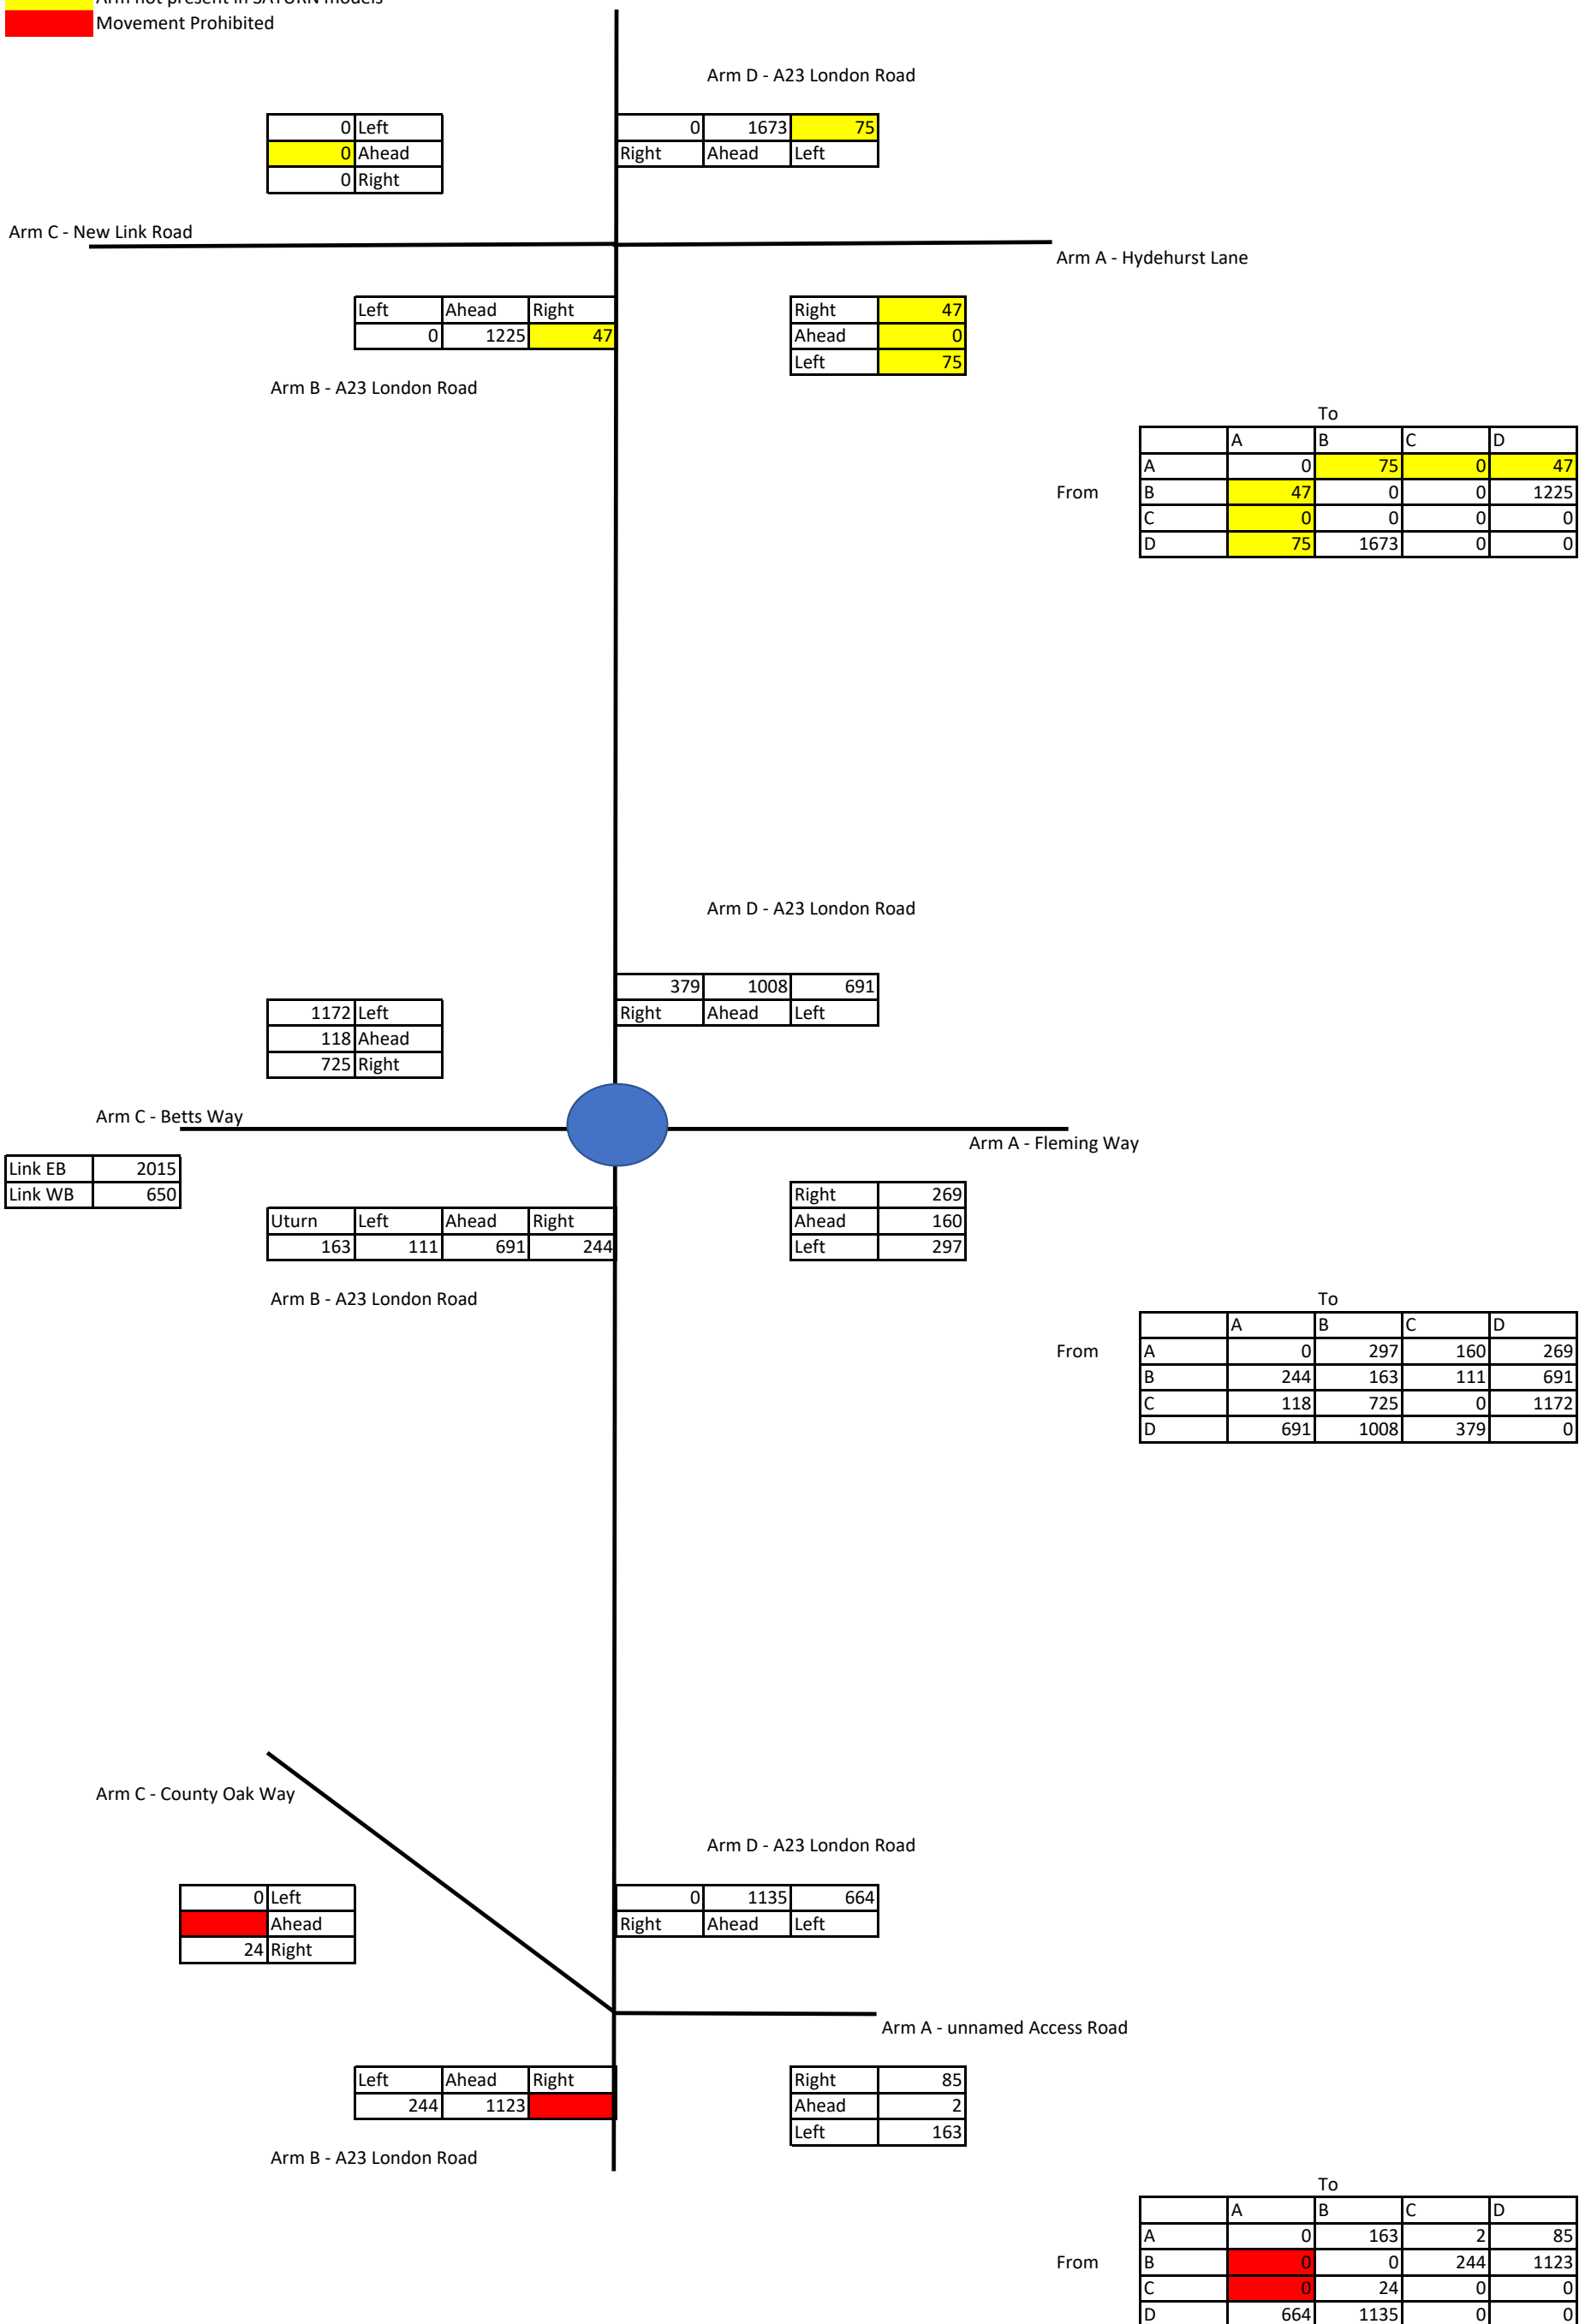 Arm not present in SATURN models
Movement Prohibited
Arm D - A23 London Road
0 Left
0 Ahead
0 Right
0 1673 75
Right Ahead Left
Arm C - New Link Road
Arm A - Hydehurst Lane
Left Ahead Right
0 1225 47
Right 47
Ahead 0
Left 75
Arm B - A23 London Road
To
A B C D
A 0 75 0 47
From B 47 0 0 1225
C 0 0 0 0
D 75 1673 0 0
Arm D - A23 London Road
379 1008 691
Right Ahead Left
1172 Left
118 Ahead
725 Right
Arm C - Betts Way
Arm A - Fleming Way
Link EB 2015
Link WB 650
Uturn Left Ahead Right
163 111 691 244
Right 269
Ahead 160
Left 297
Arm B - A23 London Road
To
A B C D
From A 0 297 160 269
B 244 163 111 691
C 118 725 0 1172
D 691 1008 379 0
Arm C - County Oak Way
Arm D - A23 London Road
0 Left
Ahead
24 Right
0 1135 664
Right Ahead Left
Arm A - unnamed Access Road
Left Ahead Right
244 1123
Right 85
Ahead 2
Left 163
Arm B - A23 London Road
To
A B C D
A 0 163 2 85
From B 0 0 244 1123
C 0 24 0 0
D 664 1135 0 0